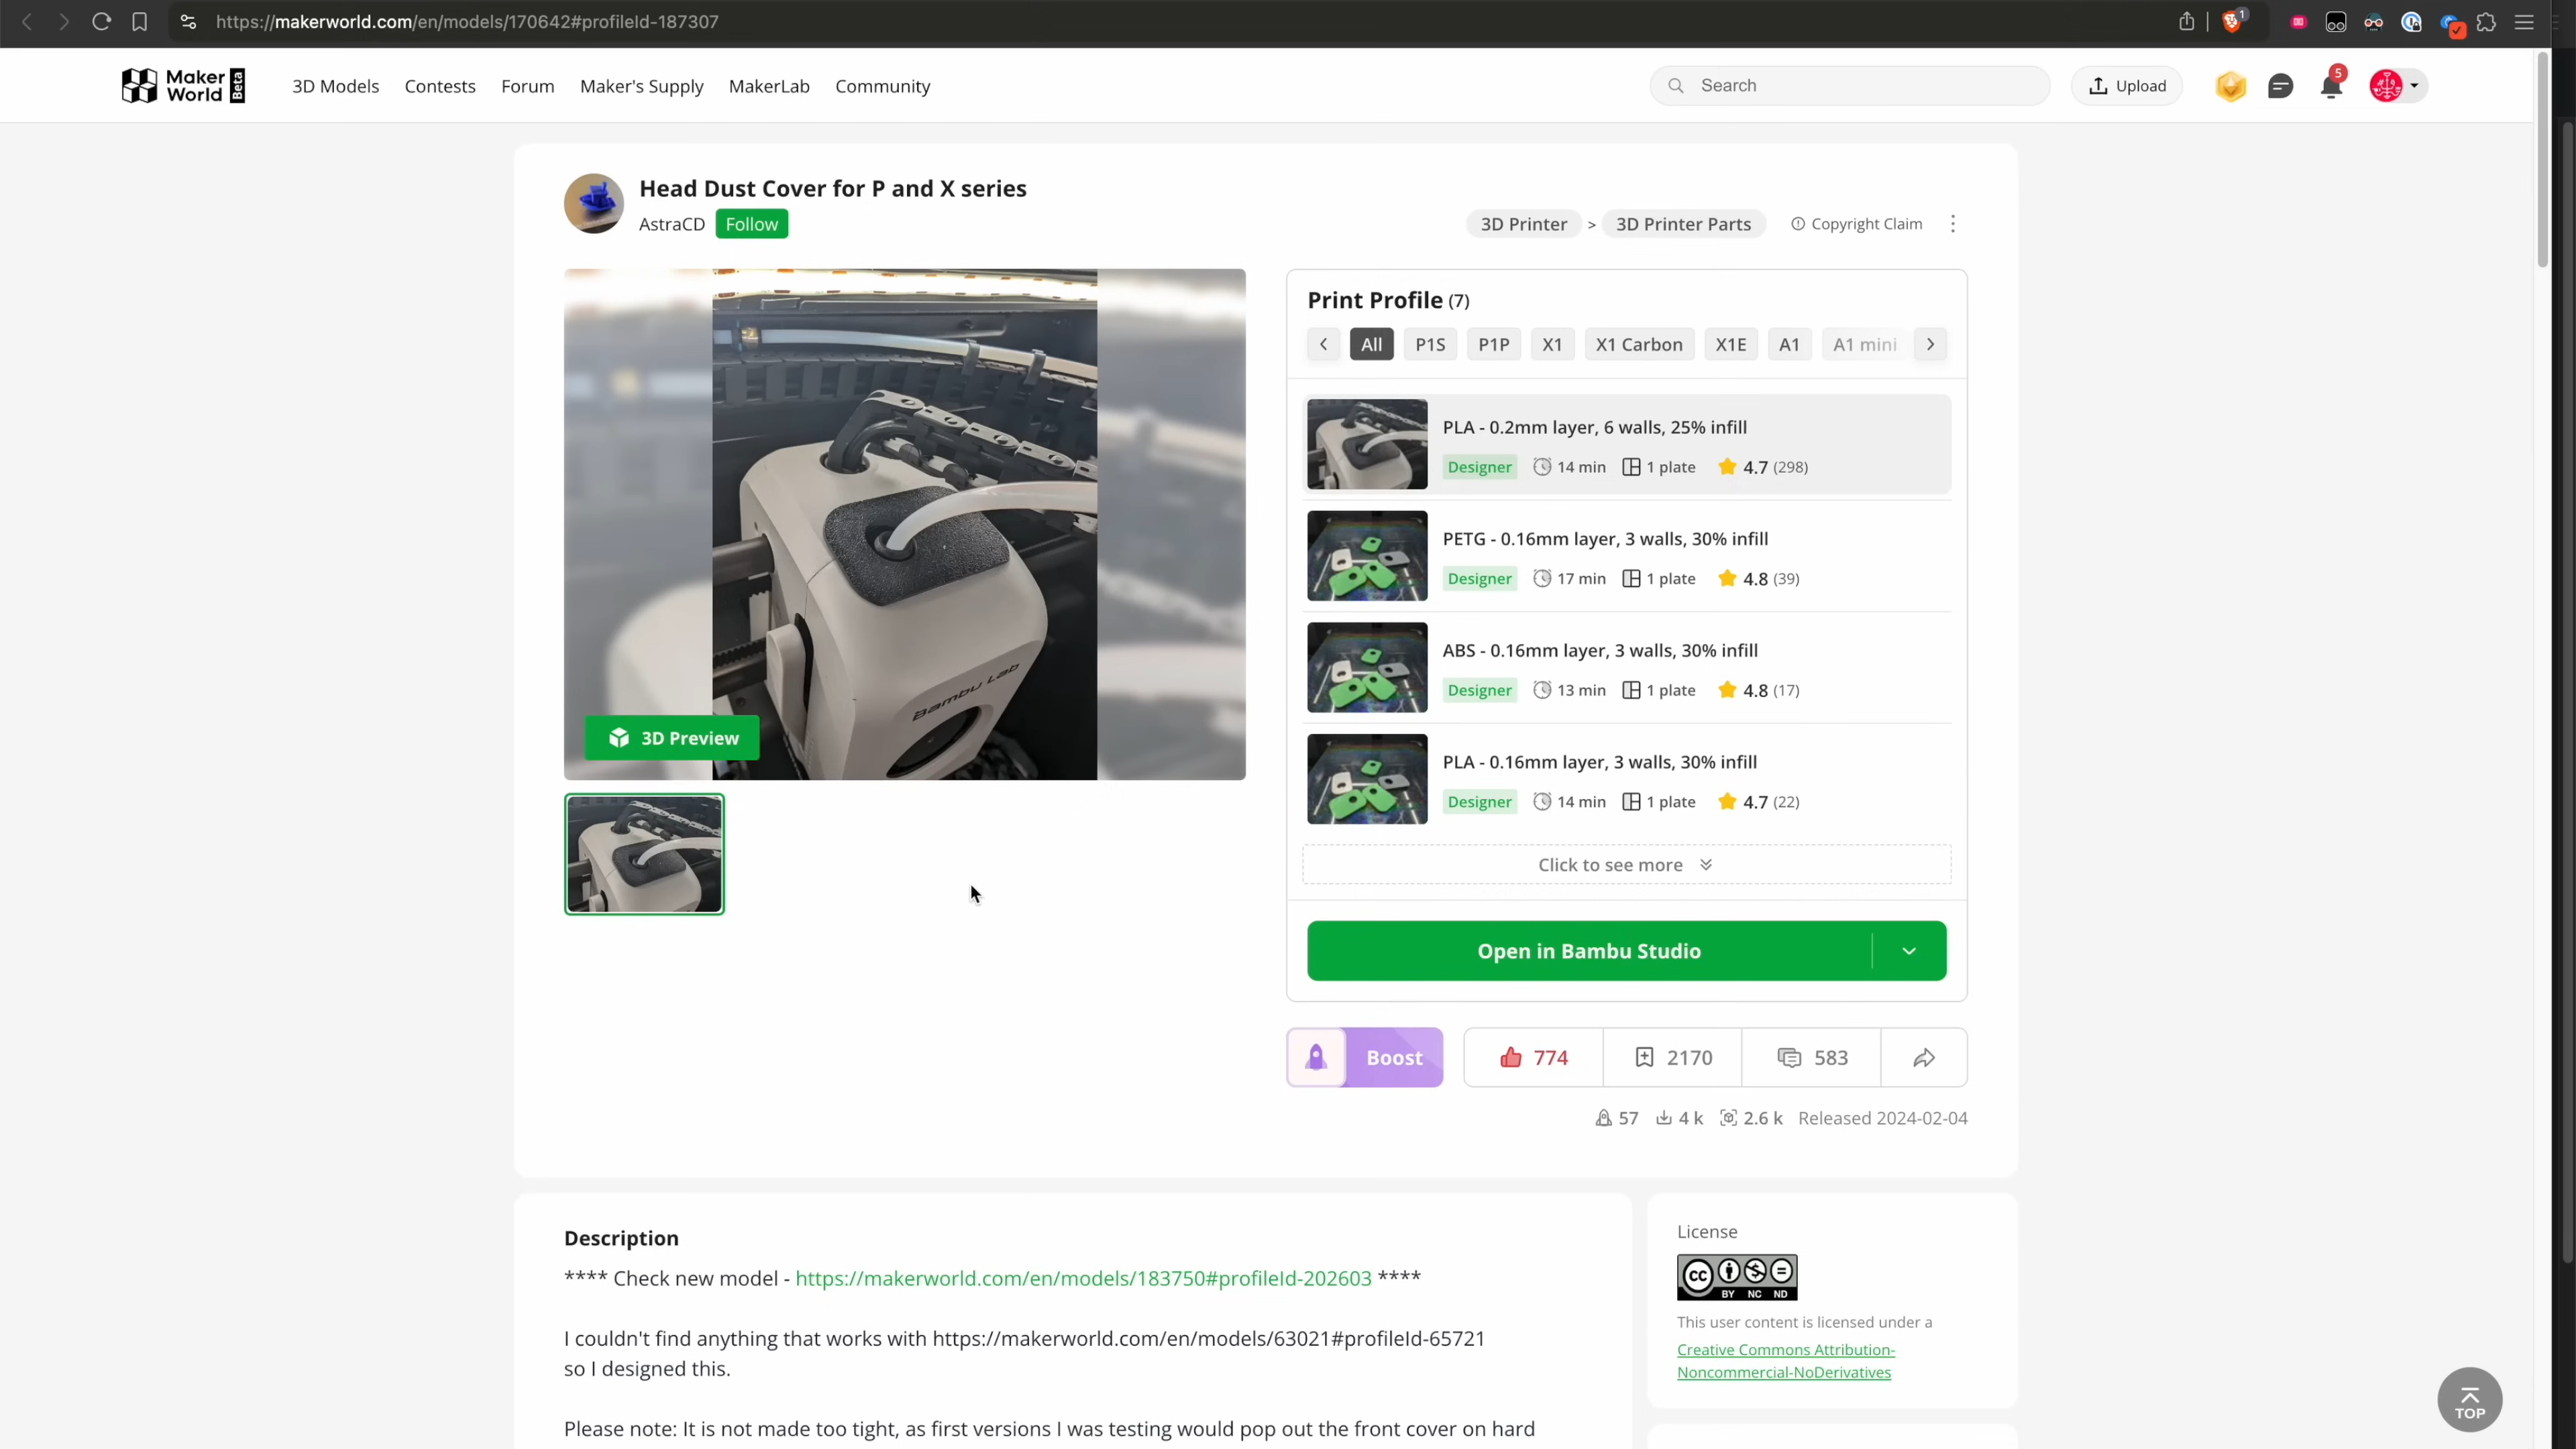 https://makerworld.com/en/models/170642#profileId-187307
1
Maker World Beta
3D Models
Contests
Forum
Maker's Supply
MakerLab
Community
Search
Upload
5
Head Dust Cover for P and X series
AstraCD
Follow
3D Printer > 3D Printer Parts
Copyright Claim
Bambu Lab
3D Preview
Print Profile (7)
All
P1S
P1P
X1
X1 Carbon
X1E
A1
A1 mini
PLA - 0.2mm layer, 6 walls, 25% infill
Designer 14 min 1 plate 4.7 (298)
PETG - 0.16mm layer, 3 walls, 30% infill
Designer 17 min 1 plate 4.8 (39)
ABS - 0.16mm layer, 3 walls, 30% infill
Designer 13 min 1 plate 4.8 (17)
PLA - 0.16mm layer, 3 walls, 30% infill
Designer 14 min 1 plate 4.7 (22)
Click to see more
Open in Bambu Studio
Boost
774
2170
583
57 4 k 2.6 k Released 2024-02-04
Description
**** Check new model - https://makerworld.com/en/models/183750#profileId-202603 ****
I couldn't find anything that works with https://makerworld.com/en/models/63021#profileId-65721
so I designed this.
Please note: It is not made too tight, as first versions I was testing would pop out the front cover on hard
License
CC BY NC ND
This user content is licensed under a
Creative Commons Attribution-
Noncommercial-NoDerivatives
TOP